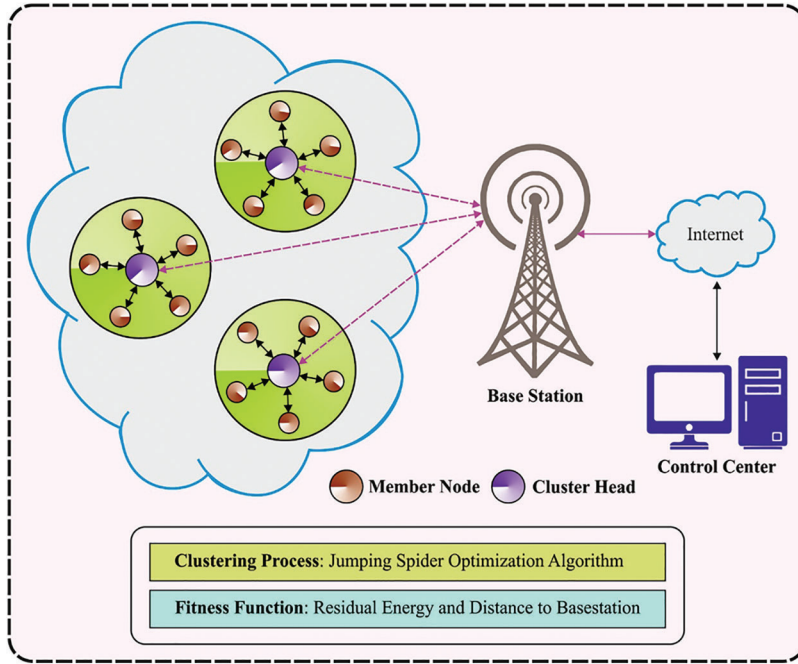 Internet
Base Station
Control Center
Member Node
Cluster Head
Clustering Process: Jumping Spider Optimization Algorithm
Fitness Function: Residual Energy and Distance to Basestation